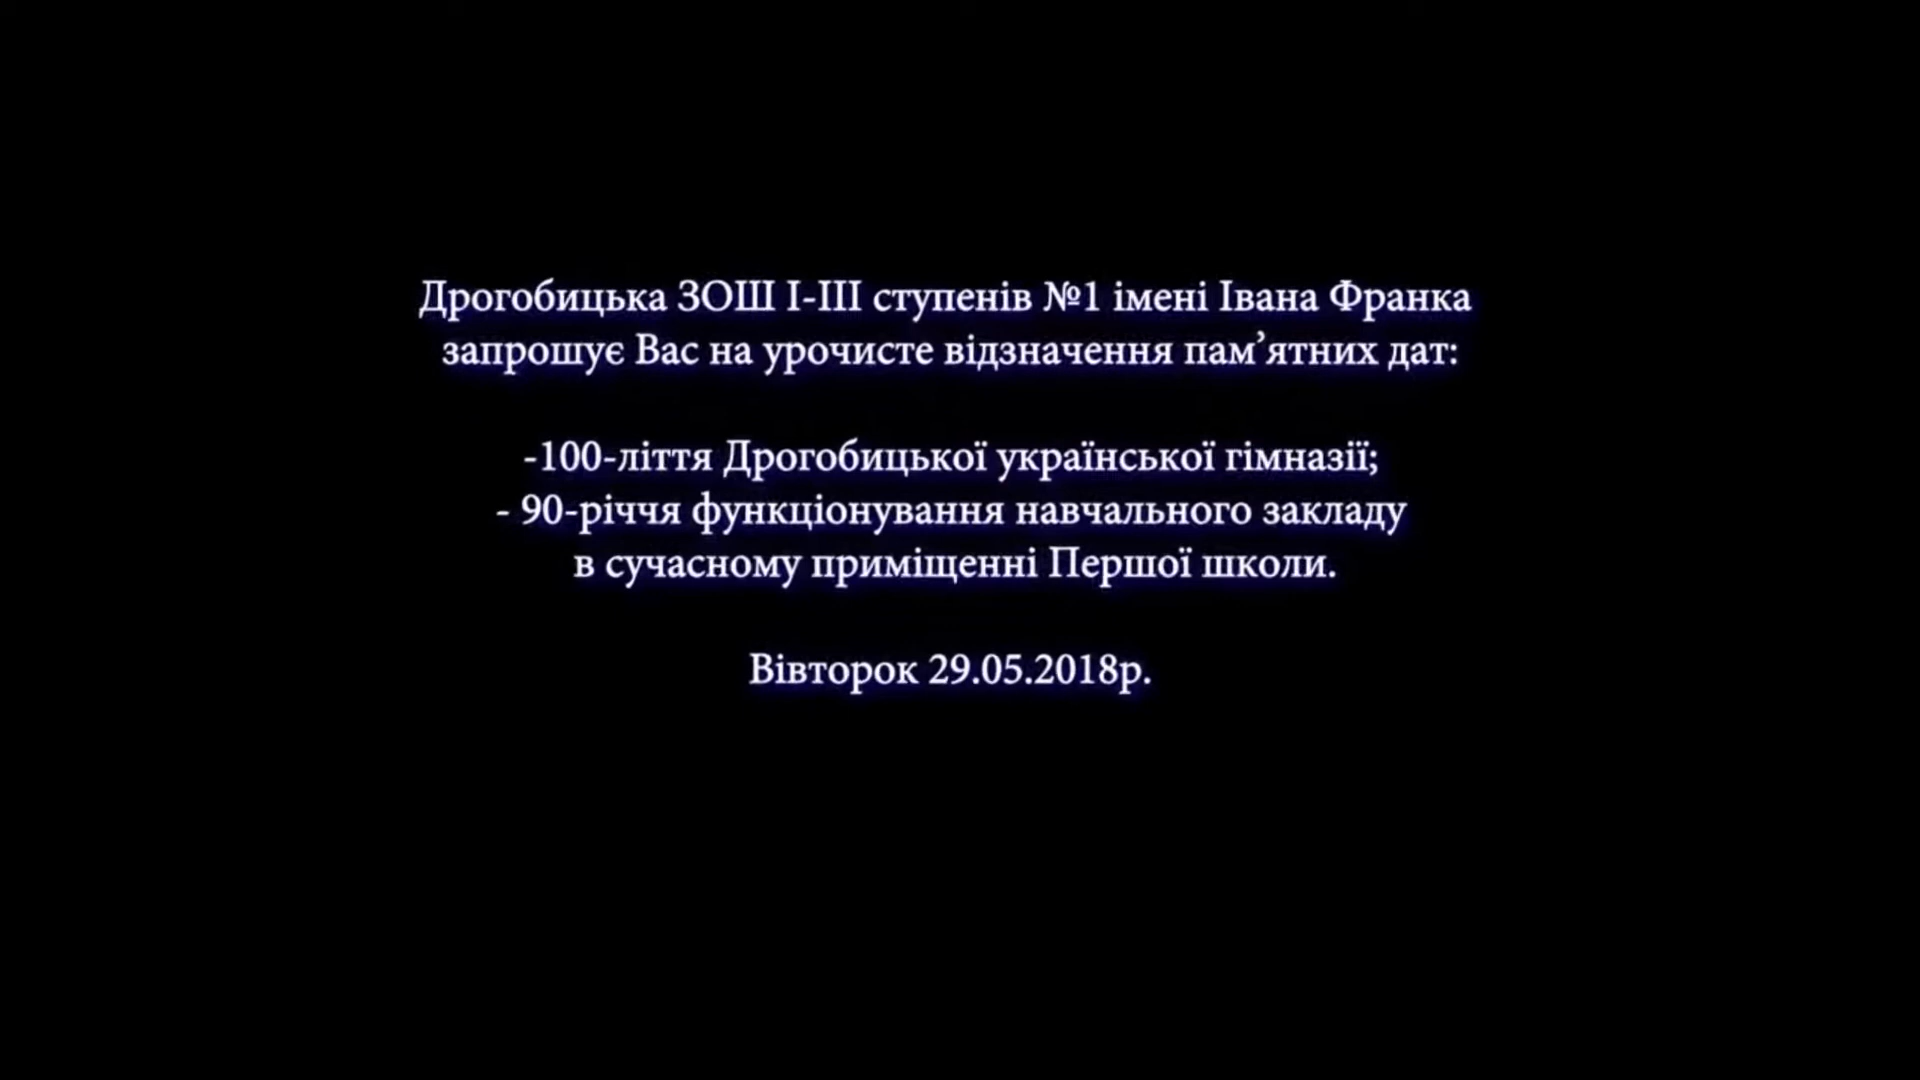 Дрогобицька ЗОШ І-ІІІ ступенів №1 імені Івана Франка
запрошує Вас на урочисте відзначення пам’ятних дат:
-100-ліття Дрогобицької української гімназії;
- 90-річчя функціонування навчального закладу
в сучасному приміщенні Першої школи.
Вівторок 29.05.2018р.